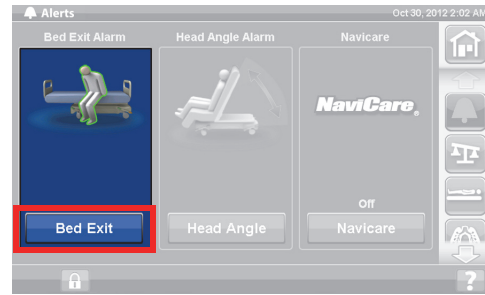 Alerts
Oct 30, 2012 2:02 AM
Bed Exit Alarm
Head Angle Alarm
Navicare
NaviCare®
Off
Bed Exit
Head Angle
Navicare
?